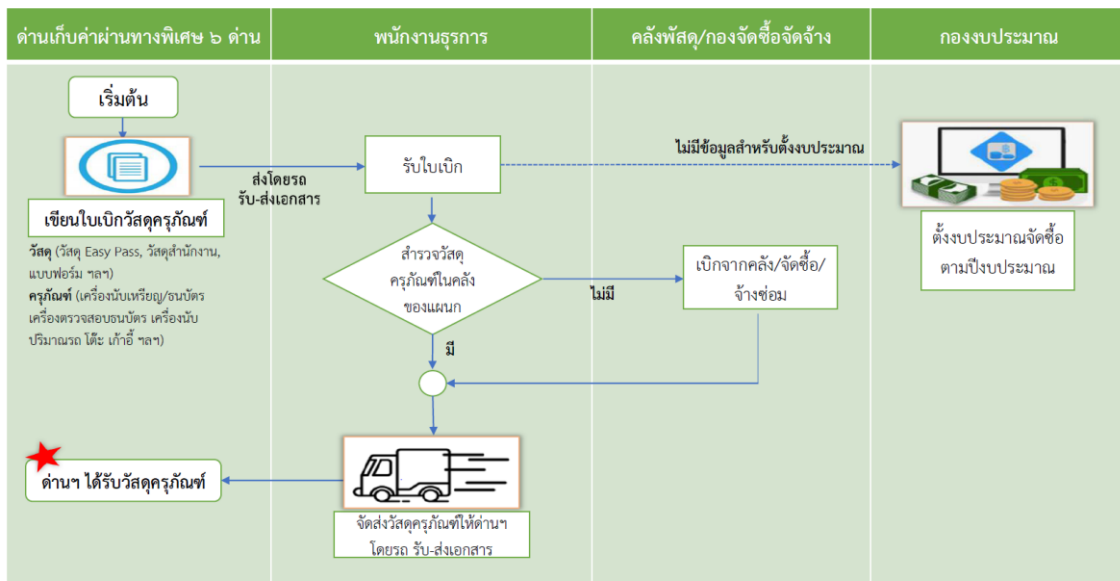 ด่านเก็บค่าผ่านทางพิเศษ ๖ ด่าน
พนักงานธุรการ
คลังพัสดุ/กองจัดซื้อจัดจ้าง
กองงบประมาณ
เริ่มต้น
ส่งโดยรถ
รับ-ส่งเอกสาร
รับใบเบิก
ไม่มีข้อมูลสำหรับตั้งงบประมาณ
เขียนใบเบิกวัสดุครุภัณฑ์
วัสดุ (วัสดุ Easy Pass, วัสดุสำนักงาน,
แบบฟอร์ม ฯลฯ)
ครุภัณฑ์ (เครื่องนับเหรียญ/ธนบัตร
เครื่องตรวจสอบธนบัตร เครื่องนับ
ปริมาณรถ โต๊ะ เก้าอี้ ฯลฯ)
สำรวจวัสดุ
ครุภัณฑ์ในคลัง
ของแผนก
ไม่มี
เบิกจากคลัง/จัดซื้อ/
จ้างซ่อม
ตั้งงบประมาณจัดซื้อ
ตามปีงบประมาณ
มี
ด่านฯ ได้รับวัสดุครุภัณฑ์
จัดส่งวัสดุครุภัณฑ์ให้ด่านฯ
โดยรถ รับ-ส่งเอกสาร